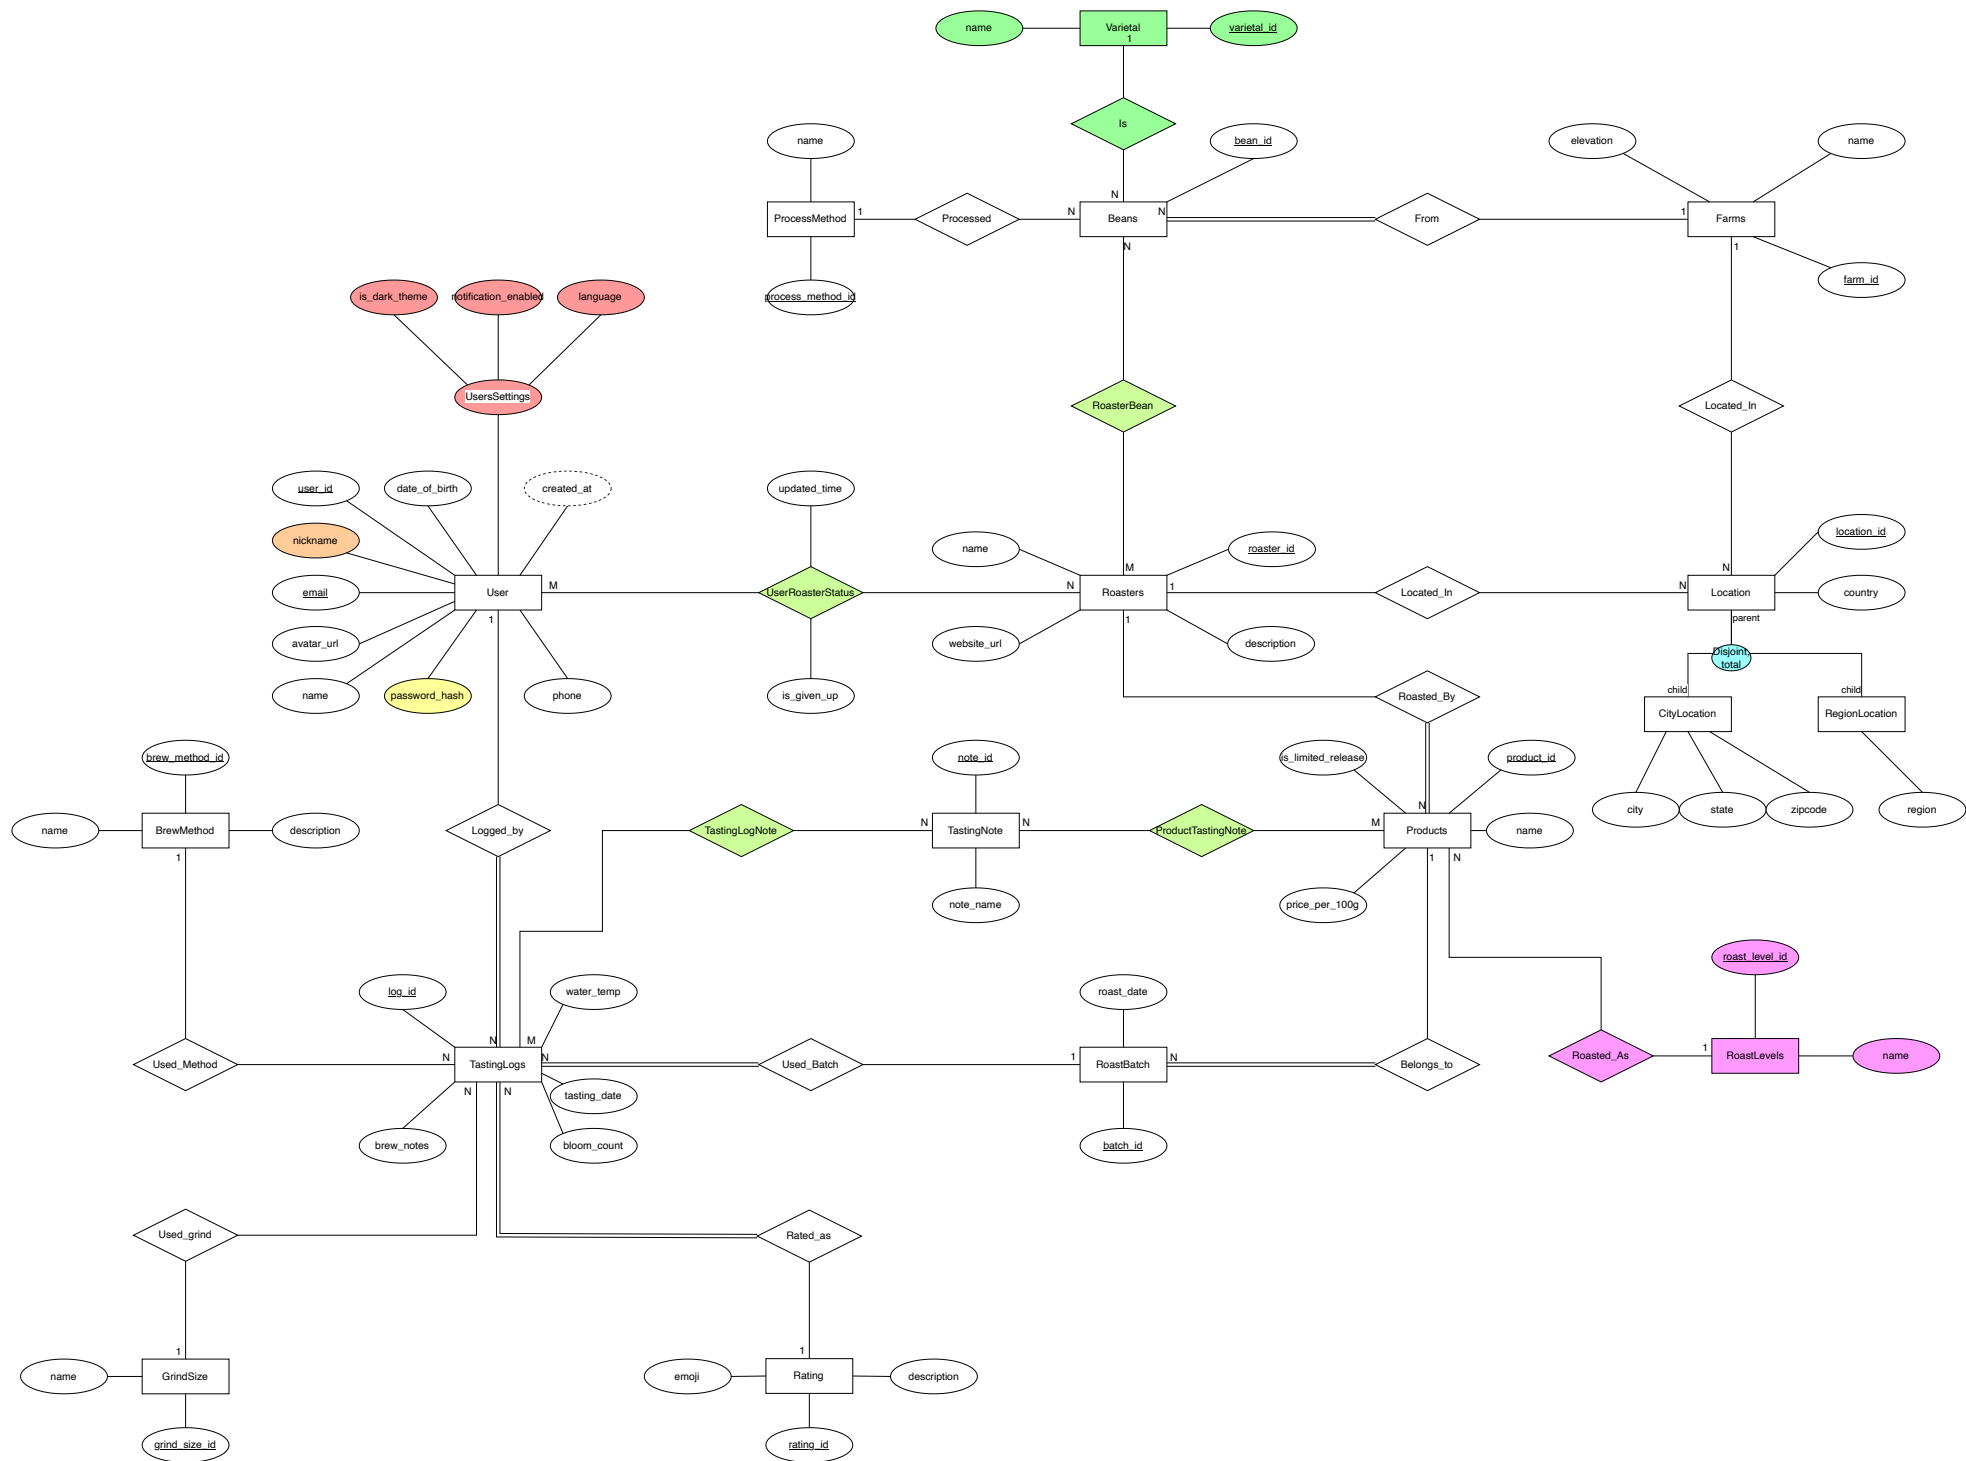 name
Varietal
varietal_id
1
Is
name
bean_id
elevation
name
N
ProcessMethod
1
Processed
N
Beans
N
From
1
Farms
N
1
process_method_id
farm_id
is_dark_theme
notification_enabled
language
UsersSettings
RoasterBean
Located_In
user_id
date_of_birth
created_at
updated_time
nickname
name
roaster_id
location_id
M
N
email
User
M
UserRoasterStatus
N
Roasters
1
Located_In
N
Location
country
1
1
parent
avatar_url
website_url
description
Disjoint,
total
name
password_hash
phone
is_given_up
Roasted_By
child
child
CityLocation
RegionLocation
brew_method_id
note_id
is_limited_release
product_id
N
city
state
zipcode
region
name
BrewMethod
description
Logged_by
TastingLogNote
N
TastingNote
N
ProductTastingNote
M
Products
name
1
1
N
note_name
price_per_100g
roast_level_id
log_id
water_temp
roast_date
N
M
Used_Method
N
TastingLogs
N
Used_Batch
1
RoastBatch
N
Belongs_to
Roasted_As
1
RoastLevels
name
N
N
tasting_date
brew_notes
bloom_count
batch_id
Used_grind
Rated_as
1
1
name
GrindSize
emoji
Rating
description
grind_size_id
rating_id